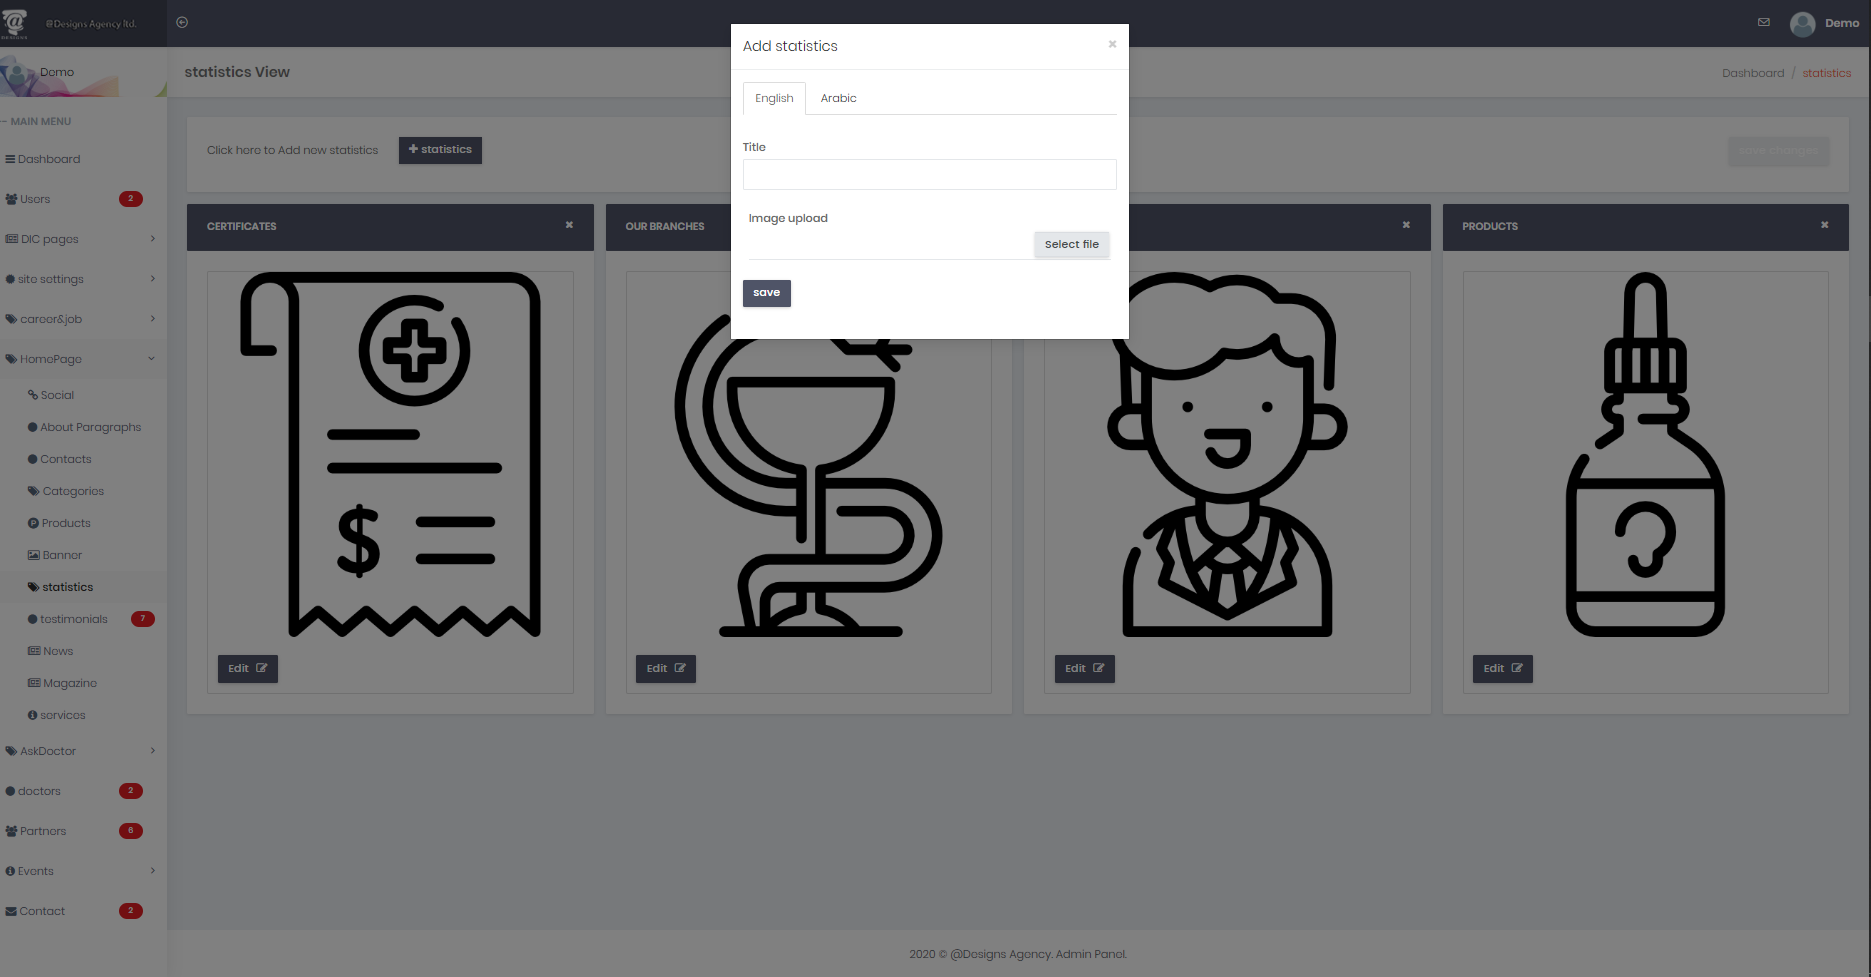 @Designs Agency ltd.
Demo
Demo
statistics View
Dashboard / statistics
MAIN MENU
Dashboard
Users 2
DIC pages
site settings
career&job
HomePage
Social
About Paragraphs
Contacts
Categories
Products
Banner
statistics
testimonials 7
News
Magazine
services
AskDoctor
doctors 2
Partners 6
Events
Contact 2
Click here to Add new statistics
+ statistics
save changes
Add statistics
×
English
Arabic
Title
Image upload
Select file
save
CERTIFICATES
OUR BRANCHES
PRODUCTS
$
Edit
Edit
Edit
Edit
2020 © @Designs Agency. Admin Panel.